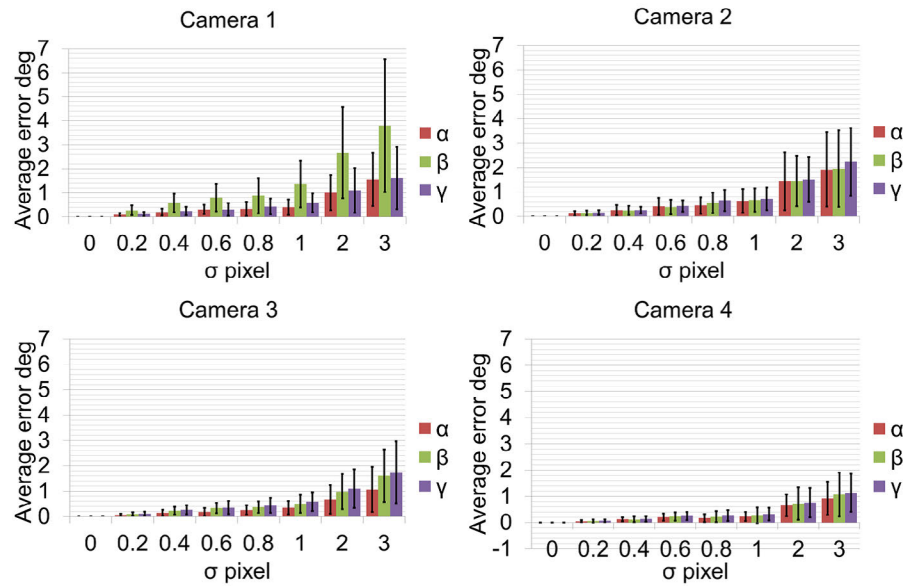 Camera 1
Average error deg
7
6
5
4
3
2
1
0
0 0.2 0.4 0.6 0.8 1 2 3
σ pixel
α
β
γ
Camera 2
Average error deg
7
6
5
4
3
2
1
0
0 0.2 0.4 0.6 0.8 1 2 3
σ pixel
α
β
γ
Camera 3
Average error deg
7
6
5
4
3
2
1
0
0 0.2 0.4 0.6 0.8 1 2 3
σ pixel
α
β
γ
Camera 4
Average error deg
7
6
5
4
3
2
1
0
-1
0 0.2 0.4 0.6 0.8 1 2 3
σ pixel
α
β
γ